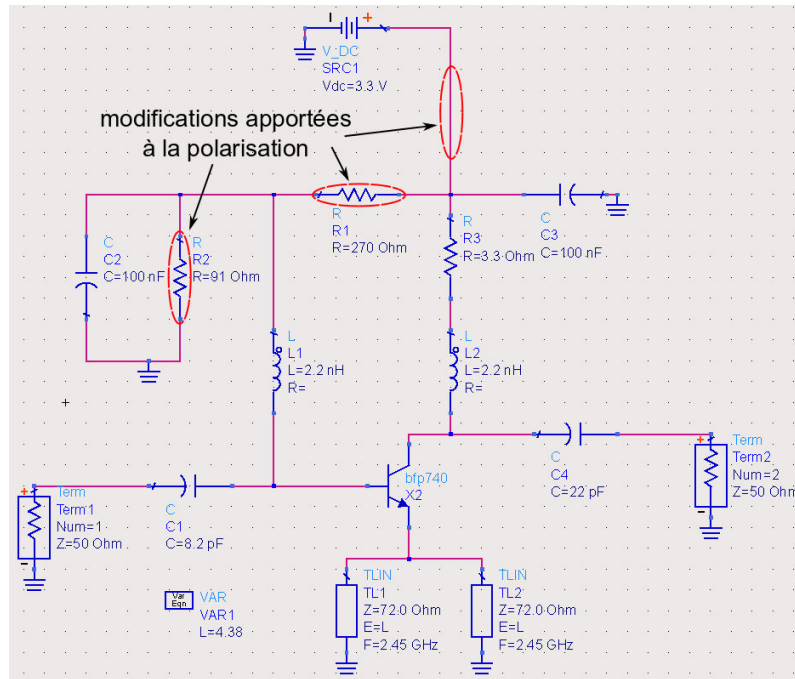 V_DC
SRC1
Vdc=3.3 V
modifications apportées
à la polarisation
C
C2
C=100 nF
R
R2
R=91 Ohm
R
R1
R=270 Ohm
R
R3
R=3.3 Ohm
C
C3
C=100 nF
L
L1
L=2.2 nH
R=
L
L2
L=2.2 nH
R=
Term
Term1
Num=1
Z=50 Ohm
C
C1
C=8.2 pF
bfp740
X2
C
C4
C=22 pF
Term
Term2
Num=2
Z=50 Ohm
Var
Eqn
VAR
VAR1
L=4.38
TLIN
TL1
Z=72.0 Ohm
E=L
F=2.45 GHz
TLIN
TL2
Z=72.0 Ohm
E=L
F=2.45 GHz